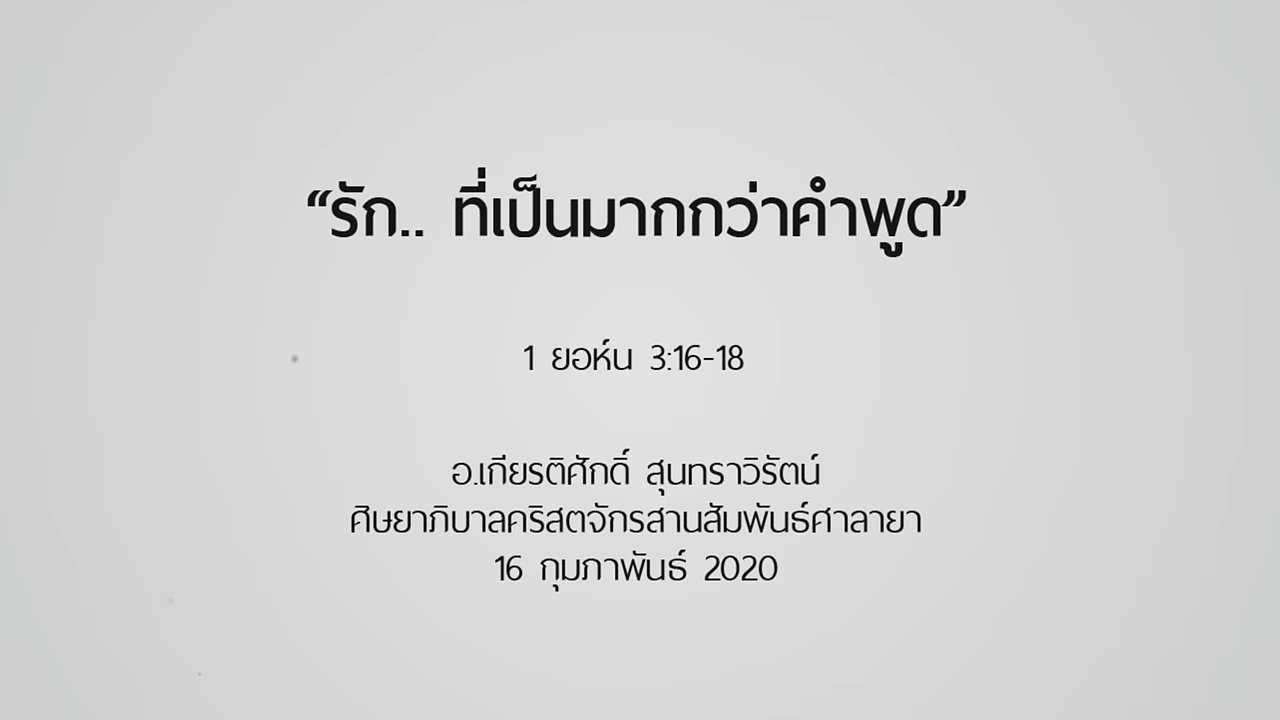 “รัก.. ที่เป็นมากกว่าคำพูด”
1 ยอห์น 3:16-18
อ.เกียรติศักดิ์ สุนทราวิรัตน์
ศิษยาภิบาลคริสตจักรสานสัมพันธ์ศาลายา
16 กุมภาพันธ์ 2020